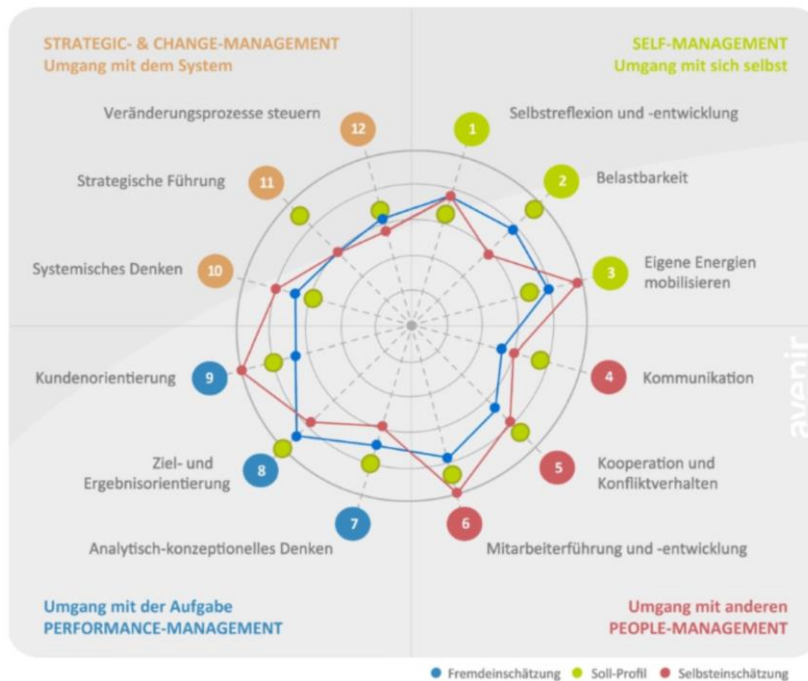 STRATEGIC- & CHANGE-MANAGEMENT
Umgang mit dem System
SELF-MANAGEMENT
Umgang mit sich selbst
Veränderungsprozesse steuern
12
1
Selbstreflexion und -entwicklung
Strategische Führung
11
2
Belastbarkeit
Systemisches Denken
10
3
Eigene Energien
mobilisieren
Kundenorientierung
9
4
Kommunikation
avenir
Ziel- und
Ergebnisorientierung
8
5
Kooperation und
Konfliktverhalten
Analytisch-konzeptionelles Denken
7
6
Mitarbeiterführung und -entwicklung
Umgang mit der Aufgabe
PERFORMANCE-MANAGEMENT
Umgang mit anderen
PEOPLE-MANAGEMENT
Fremdeinschätzung
Soll-Profil
Selbsteinschätzung